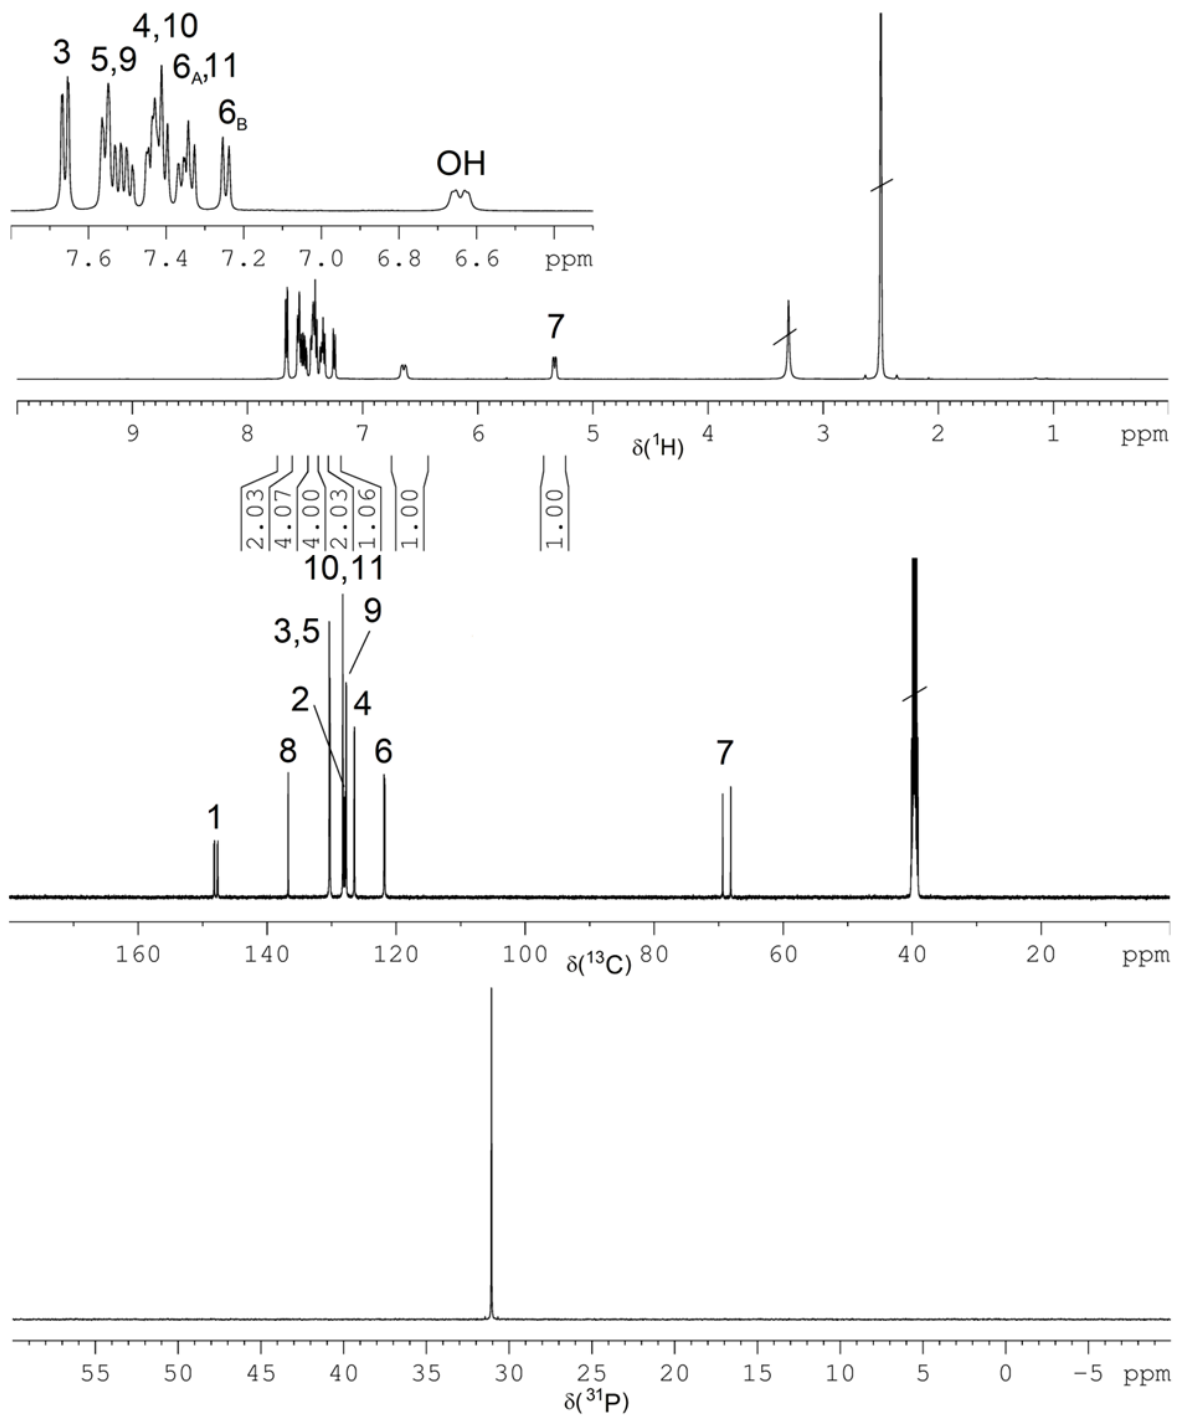 4,10
3
5,9
6A,11
6B
OH
7.6 7.4 7.2 7.0 6.8 6.6 ppm
7
9 8 7 6 5 4 3 2 1 ppm
δ(¹H)
2.03 4.07 4.00 2.03 1.06 1.00 1.00
10,11
9
3,5
2
4
8
6
7
1
160 140 120 100 80 60 40 20 ppm
δ(¹³C)
55 50 45 40 35 30 25 20 15 10 5 0 −5 ppm
δ(³¹P)